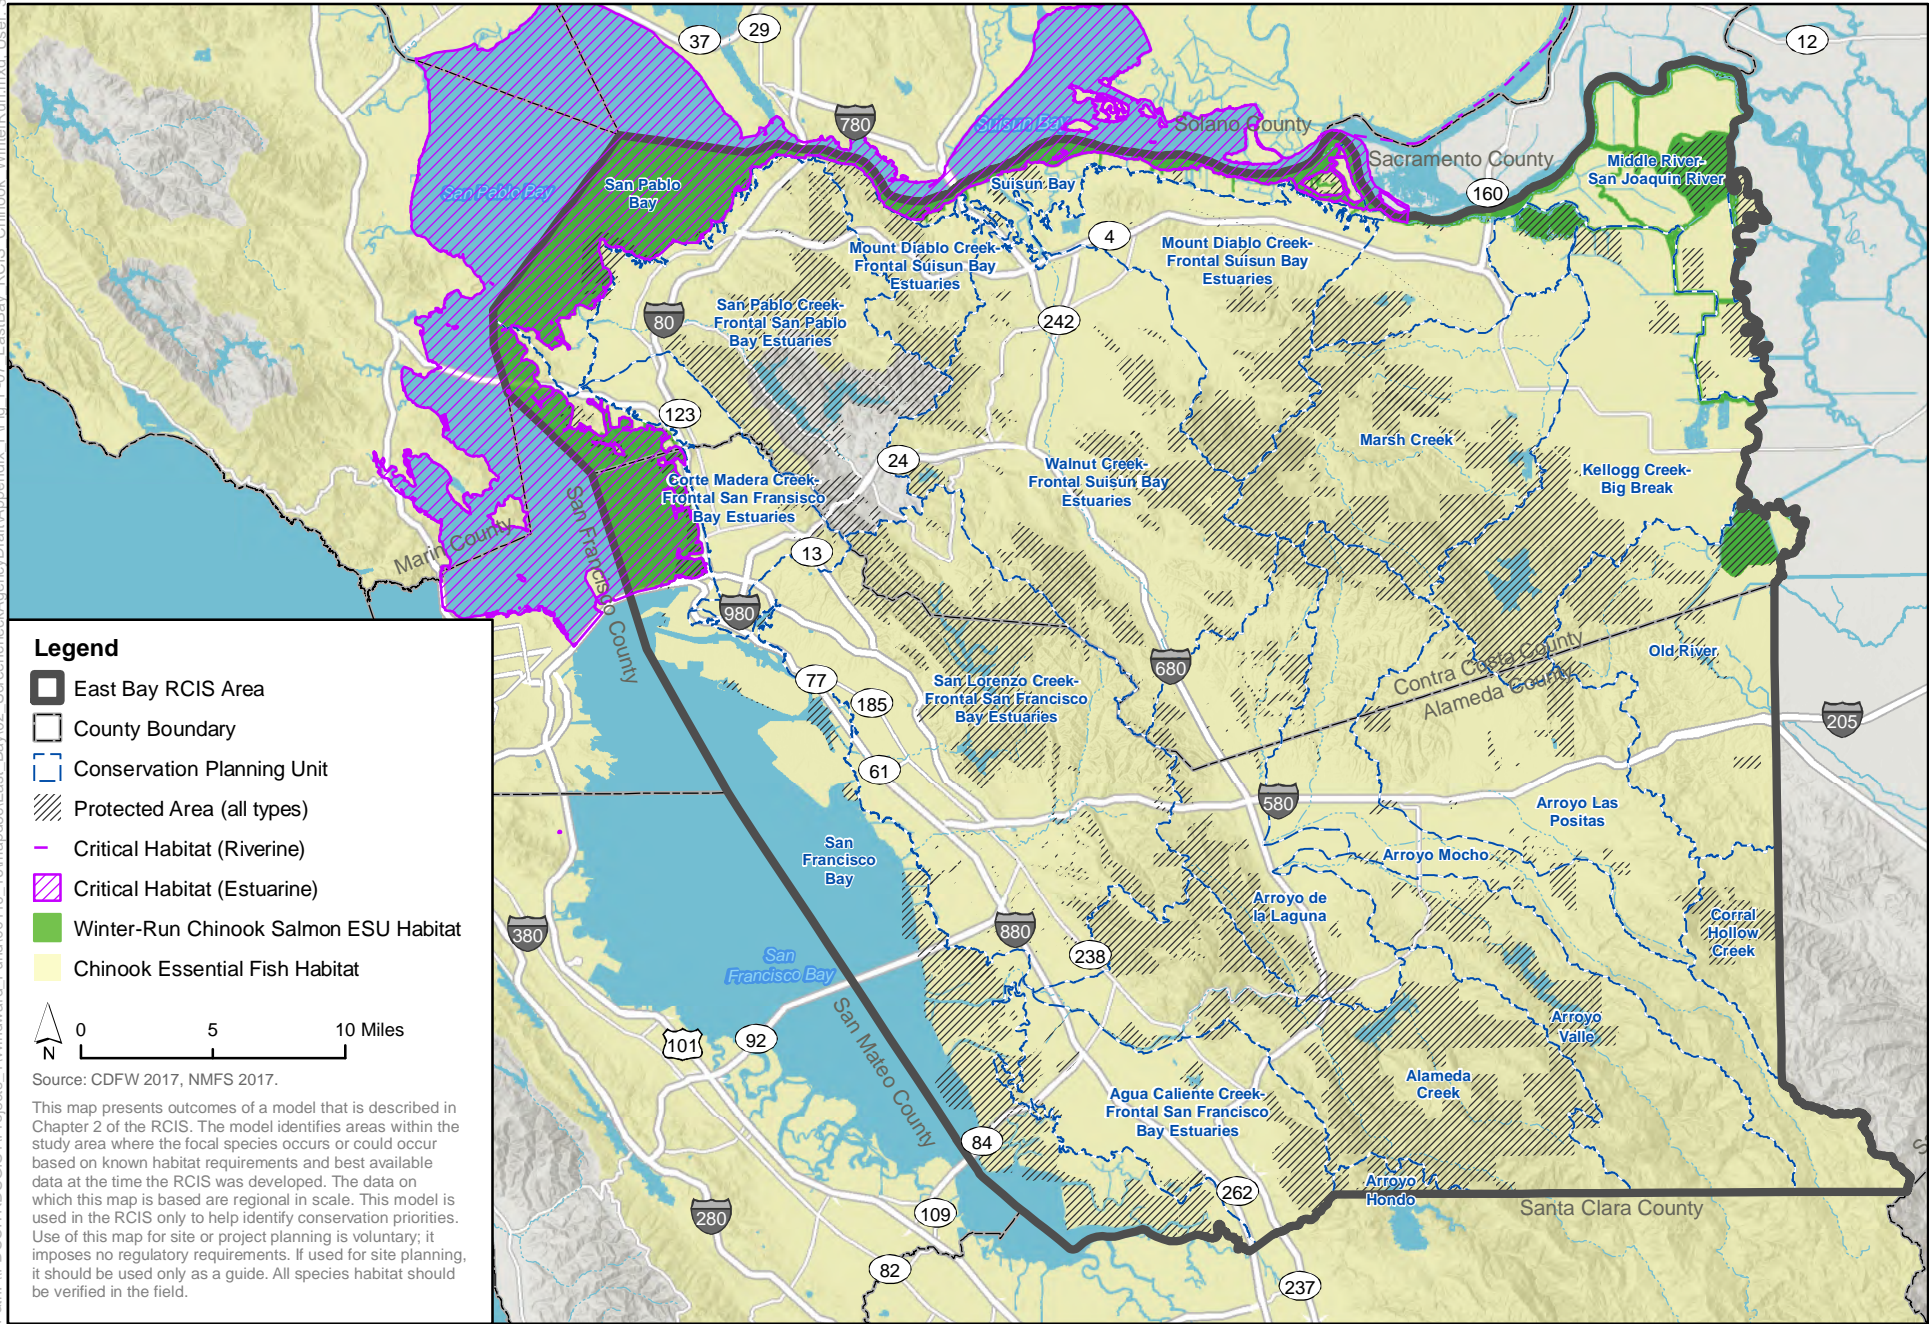 37
29
12
780
Suisun Bay
Solano County
Sacramento County
160
Middle River-
San Joaquin River
San Pablo Bay
San Pablo
Bay
Suisun Bay
4
Mount Diablo Creek-
Frontal Suisun Bay
Estuaries
Mount Diablo Creek-
Frontal Suisun Bay
Estuaries
San Pablo Creek-
Frontal San Pablo
Bay Estuaries
80
242
123
24
Marsh Creek
Kellogg Creek-
Big Break
Walnut Creek-
Frontal Suisun Bay
Estuaries
Corte Madera Creek-
Frontal San Fransisco
Bay Estuaries
13
Marin County
San Francisco County
980
680
Contra Costa County
Alameda County
Old River
77
185
San Lorenzo Creek-
Frontal San Francisco
Bay Estuaries
205
61
580
Arroyo Las
Positas
San
Francisco
Bay
Arroyo Mocho
Arroyo de
la Laguna
Corral
Hollow
Creek
380
880
238
San
Francisco Bay
San Mateo County
101
92
Arroyo
Valle
Alameda
Creek
Agua Caliente Creek-
Frontal San Francisco
Bay Estuaries
84
262
Arroyo
Hondo
Santa Clara County
280
109
82
237
Legend
East Bay RCIS Area
County Boundary
Conservation Planning Unit
Protected Area (all types)
Critical Habitat (Riverine)
Critical Habitat (Estuarine)
Winter-Run Chinook Salmon ESU Habitat
Chinook Essential Fish Habitat
N
0 5 10 Miles
Source: CDFW 2017, NMFS 2017.
This map presents outcomes of a model that is described in
Chapter 2 of the RCIS. The model identifies areas within the
study area where the focal species occurs or could occur
based on known habitat requirements and best available
data at the time the RCIS was developed. The data on
which this map is based are regional in scale. This model is
used in the RCIS only to help identify conservation priorities.
Use of this map for site or project planning is voluntary; it
imposes no regulatory requirements. If used for site planning,
it should be used only as a guide. All species habitat should
be verified in the field.